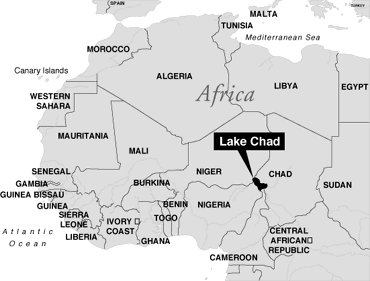 SPAIN
MALTA
TURKEY
TUNISIA
Mediterranean Sea
MOROCCO
Canary Islands
ALGERIA
LIBYA
EGYPT
WESTERN
SAHARA
Africa
MAURITANIA
Lake Chad
MALI
NIGER
CHAD
SENEGAL
GAMBIA
BURKINA
SUDAN
GUINEA BISSAU
GUINEA
BENIN
NIGERIA
SIERRA
LEONE
IVORY
COAST
TOGO
Atlantic
Ocean
LIBERIA
GHANA
CENTRAL
AFRICAN
REPUBLIC
CAMEROON